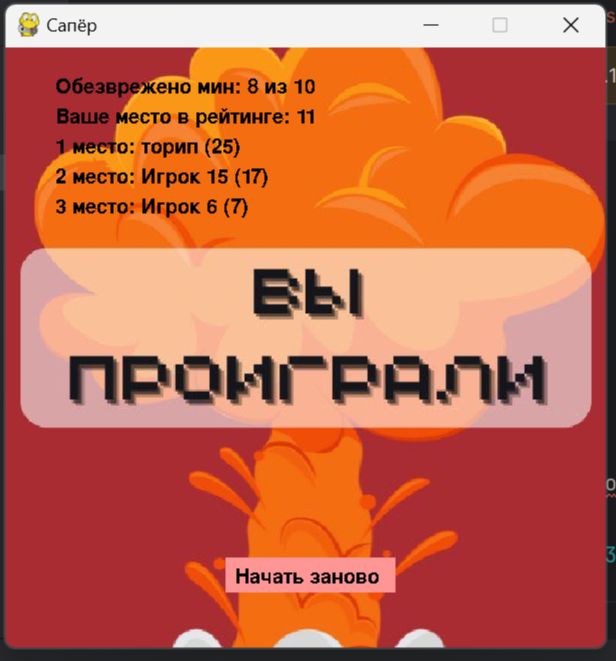 Сапёр
Обезврежено мин: 8 из 10
Ваше место в рейтинге: 11
1 место: торип (25)
2 место: Игрок 15 (17)
3 место: Игрок 6 (7)
ВЫ
ПРОИГРАЛИ
Начать заново